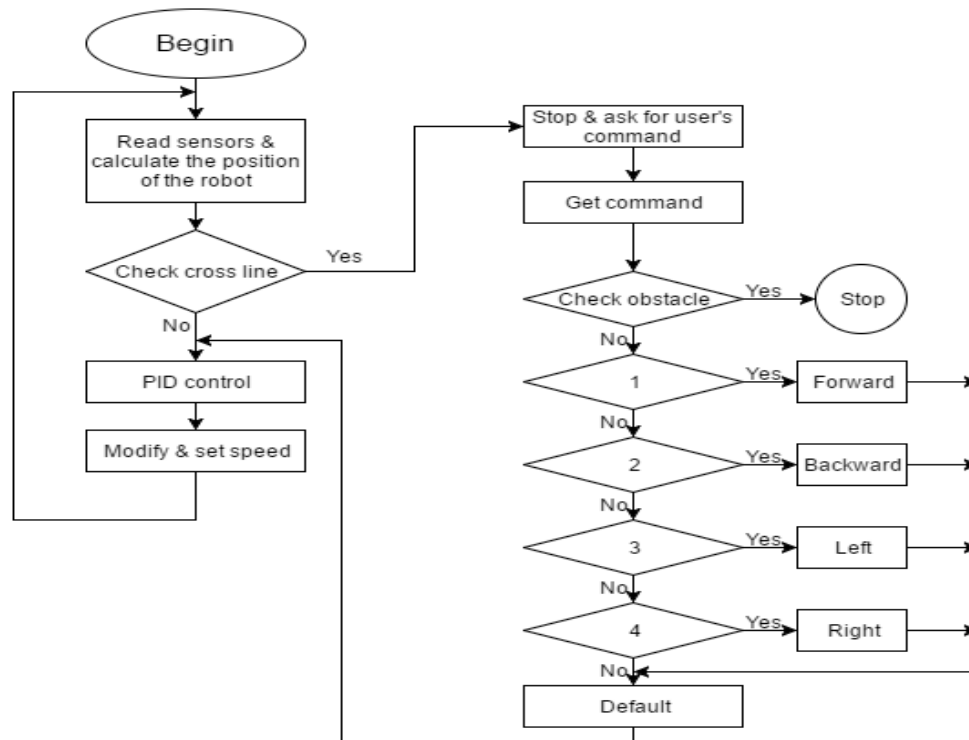 Begin
Read sensors &
calculate the position
of the robot
Check cross line
Yes
No
PID control
Modify & set speed
Stop & ask for user's
command
Get command
Check obstacle
Yes
Stop
No
1
Yes
Forward
No
2
Yes
Backward
No
3
Yes
Left
No
4
Yes
Right
No
Default